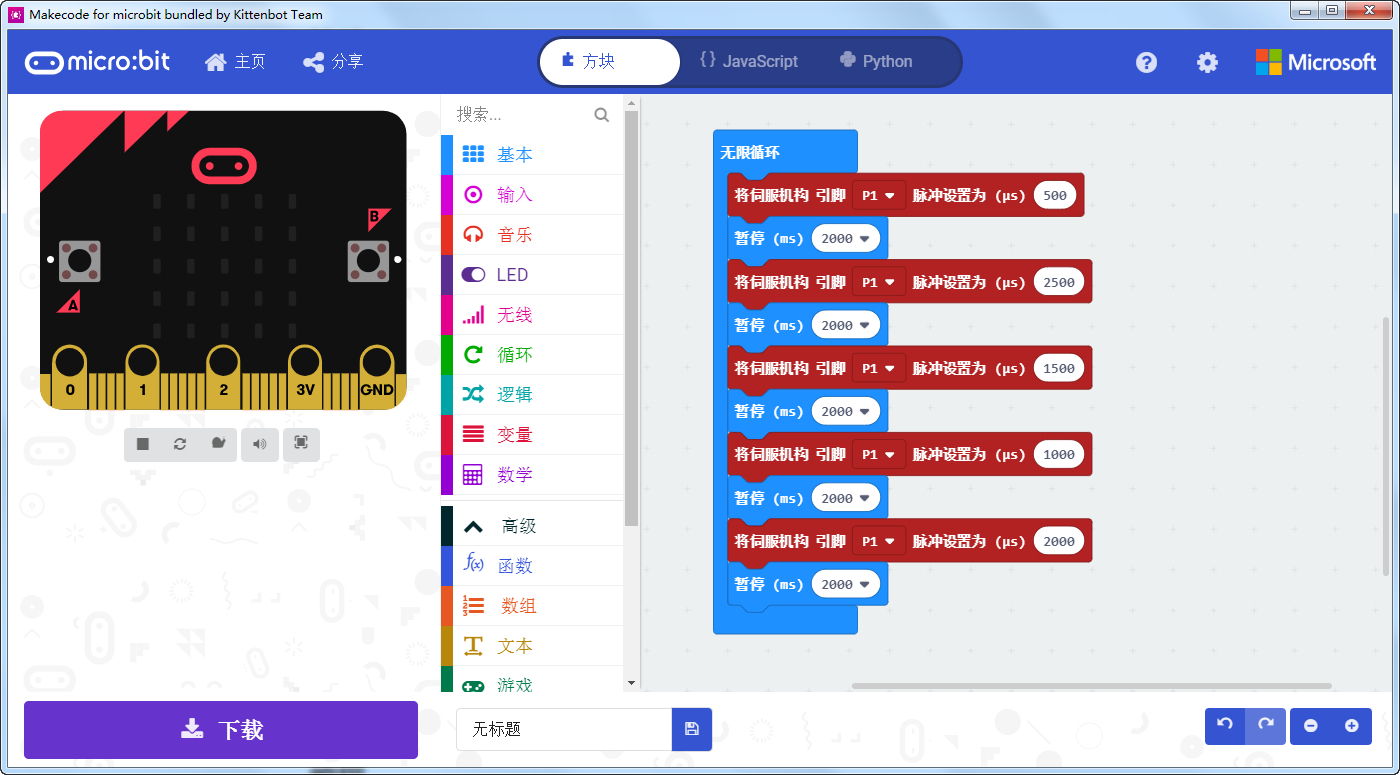 Makecode for microbit bundled by Kittenbot Team
micro:bit 主页 分享 方块 {} JavaScript Python ? Microsoft
搜索...
基本
输入
音乐
LED
无线
循环
逻辑
变量
数学
高级
f(x) 函数
数组
文本
游戏
B
A
0 1 2 3V GND
无限循环
将伺服机构 引脚 P1 脉冲设置为 (μs) 500
暂停 (ms) 2000
将伺服机构 引脚 P1 脉冲设置为 (μs) 2500
暂停 (ms) 2000
将伺服机构 引脚 P1 脉冲设置为 (μs) 1500
暂停 (ms) 2000
将伺服机构 引脚 P1 脉冲设置为 (μs) 1000
暂停 (ms) 2000
将伺服机构 引脚 P1 脉冲设置为 (μs) 2000
暂停 (ms) 2000
下载 无标题